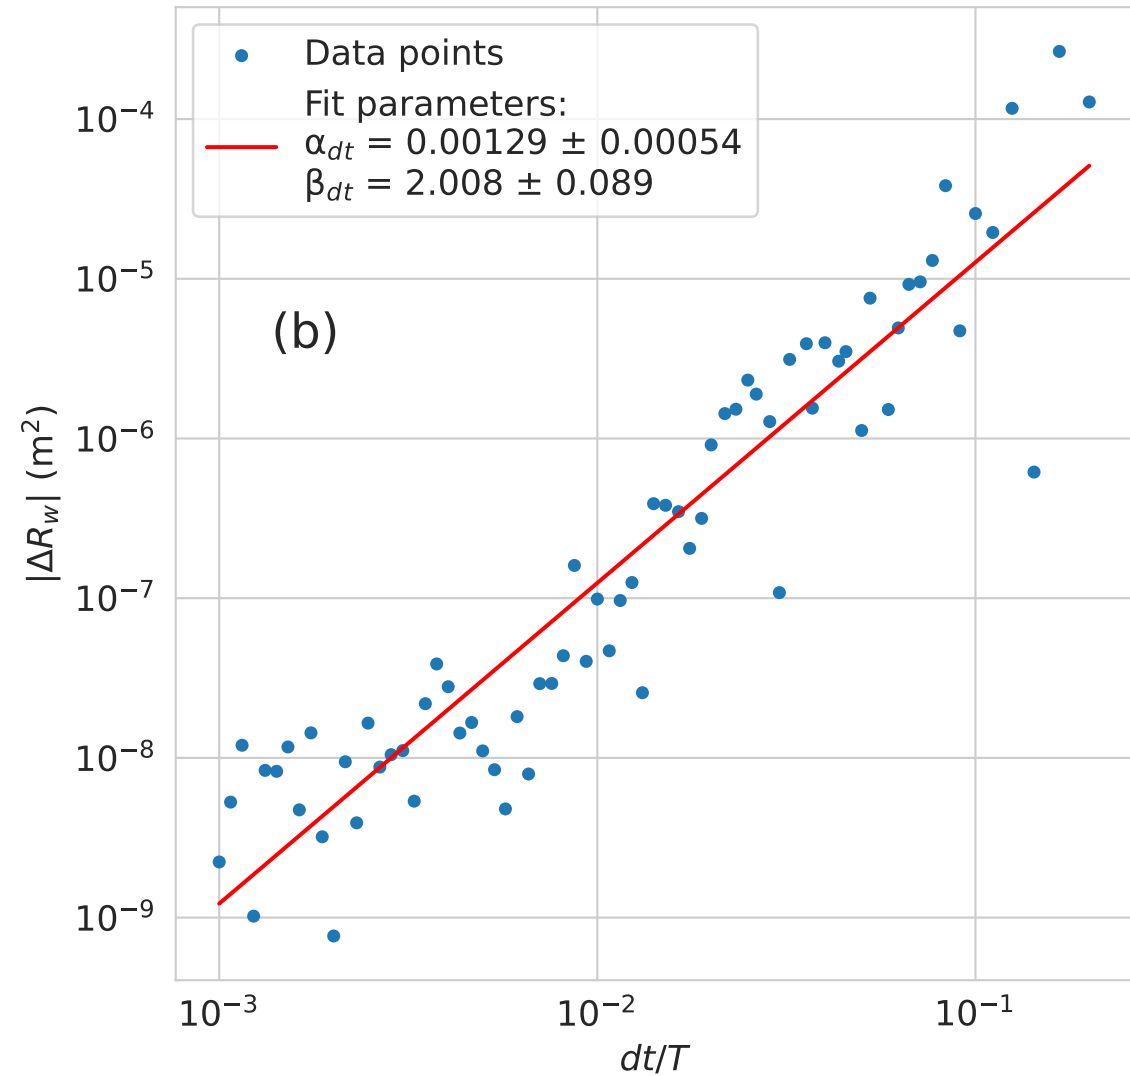 Data points
Fit parameters:
α_dt = 0.00129 ± 0.00054
β_dt = 2.008 ± 0.089
(b)
|ΔR_w| (m²)
10⁻⁴
10⁻⁵
10⁻⁶
10⁻⁷
10⁻⁸
10⁻⁹
10⁻³ 10⁻² 10⁻¹
dt/T